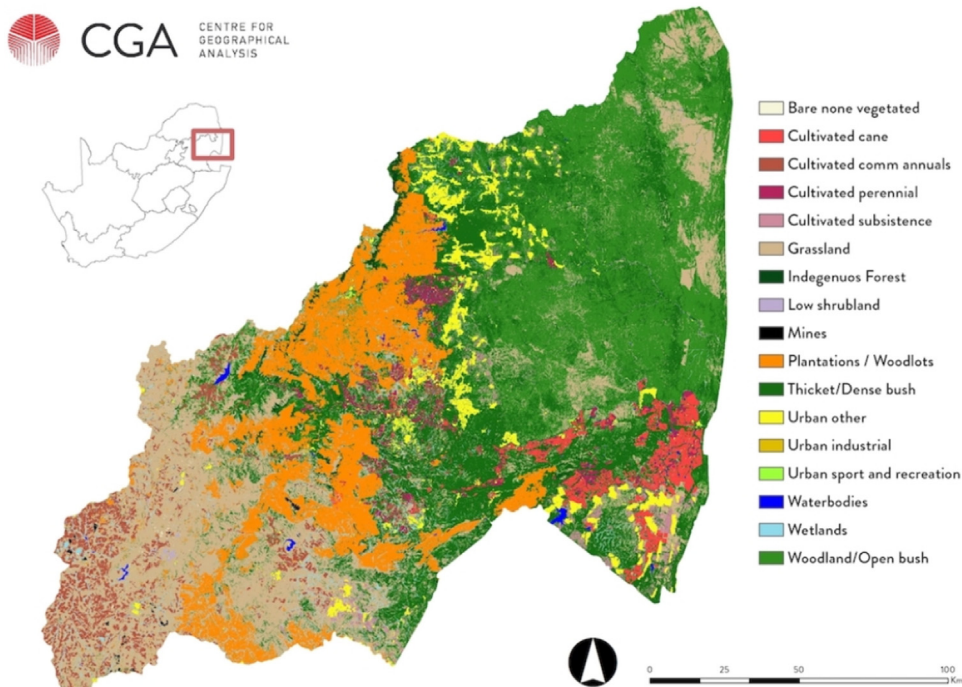 CGA
CENTRE FOR
GEOGRAPHICAL
ANALYSIS
Bare none vegetated
Cultivated cane
Cultivated comm annuals
Cultivated perennial
Cultivated subsistence
Grassland
Indegenuos Forest
Low shrubland
Mines
Plantations / Woodlots
Thicket/Dense bush
Urban other
Urban industrial
Urban sport and recreation
Waterbodies
Wetlands
Woodland/Open bush
0 25 50 100
Km